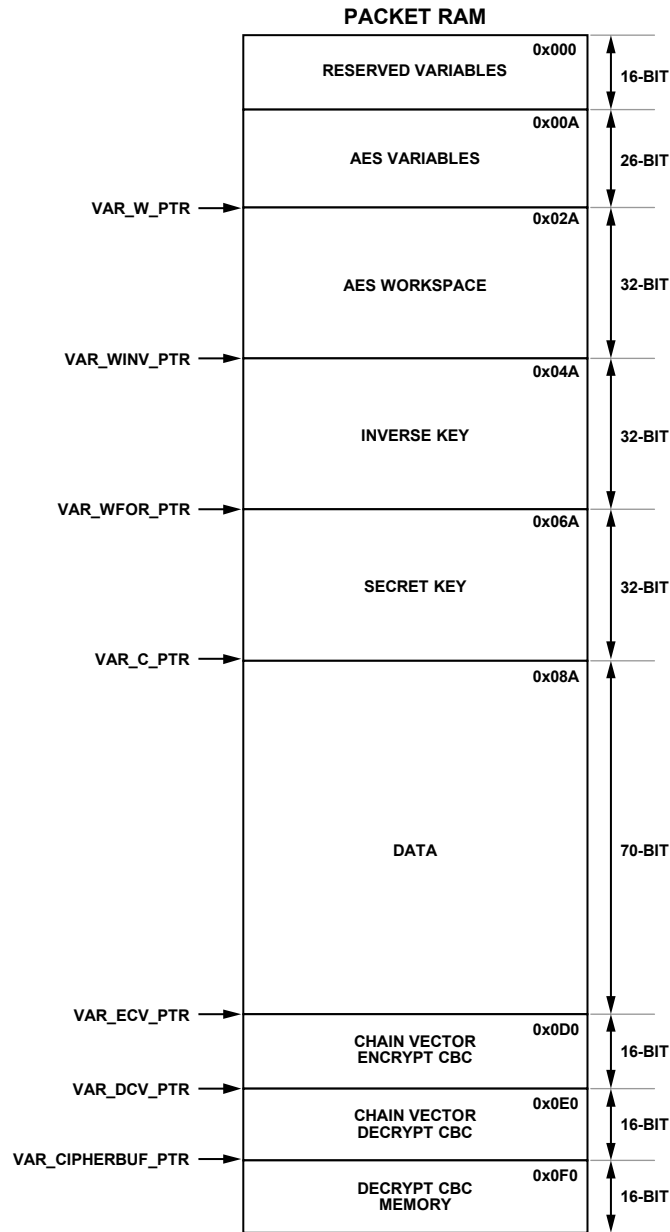 PACKET RAM
0x000
RESERVED VARIABLES
16-BIT
0x00A
AES VARIABLES
26-BIT
VAR_W_PTR
0x02A
AES WORKSPACE
32-BIT
VAR_WINV_PTR
0x04A
INVERSE KEY
32-BIT
VAR_WFOR_PTR
0x06A
SECRET KEY
32-BIT
VAR_C_PTR
0x08A
DATA
70-BIT
VAR_ECV_PTR
0x0D0
CHAIN VECTOR
ENCRYPT CBC
16-BIT
VAR_DCV_PTR
0x0E0
CHAIN VECTOR
DECRYPT CBC
16-BIT
VAR_CIPHERBUF_PTR
0x0F0
DECRYPT CBC
MEMORY
16-BIT